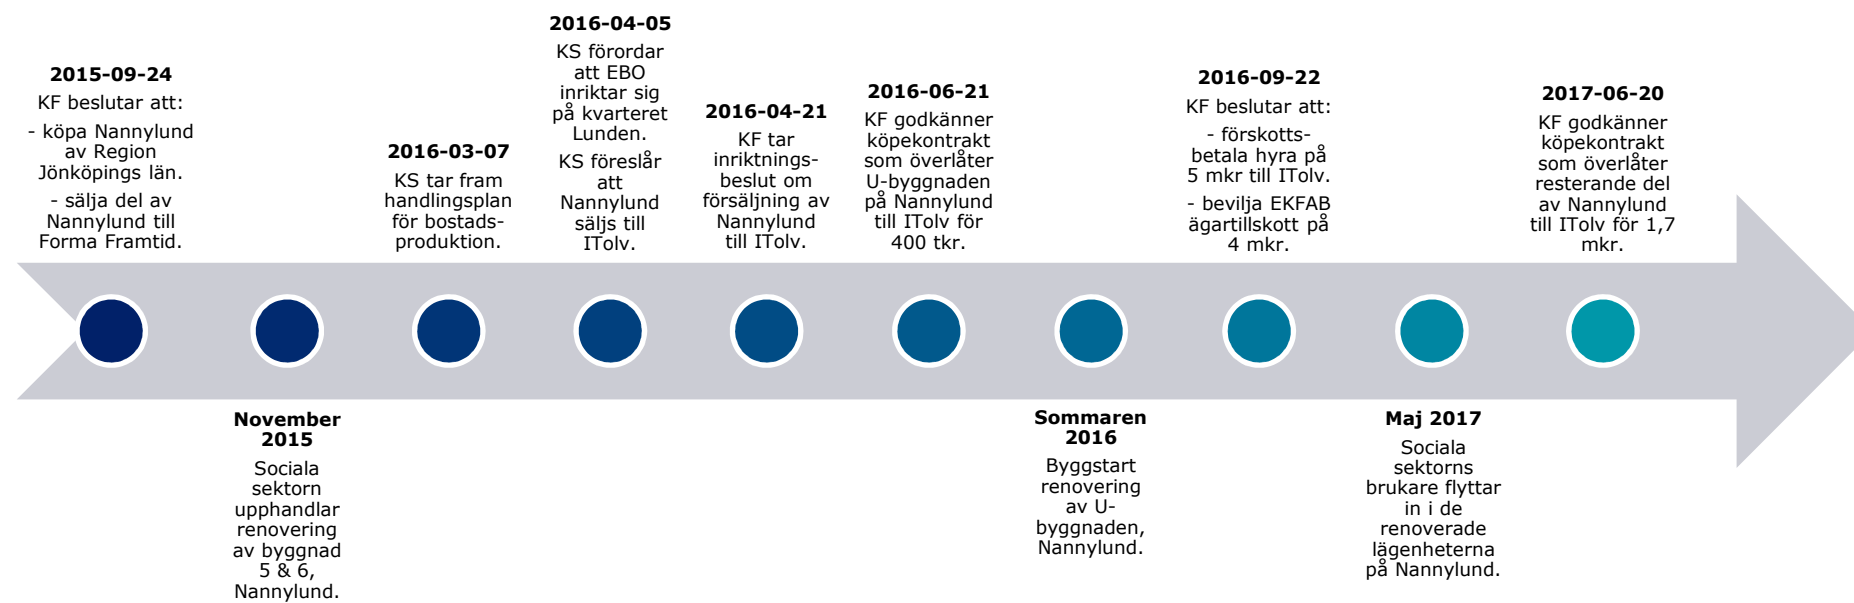 2015-09-24
KF beslutar att:
- köpa Nannylund
av Region
Jönköpings län.
- sälja del av
Nannylund till
Forma Framtid.
November
2015
Sociala
sektorn
upphandlar
renovering
av byggnad
5 & 6,
Nannylund.
2016-03-07
KS tar fram
handlingsplan
för bostads-
produktion.
2016-04-05
KS förordar
att EBO
inriktar sig
på kvarteret
Lunden.
KS föreslår
att
Nannylund
säljs till
ITolv.
2016-04-21
KF tar
inriktnings-
beslut om
försäljning av
Nannylund
till ITolv.
2016-06-21
KF godkänner
köpekontrakt
som överlåter
U-byggnaden
på Nannylund
till ITolv för
400 tkr.
Sommaren
2016
Byggstart
renovering
av U-
byggnaden,
Nannylund.
2016-09-22
KF beslutar att:
- förskotts-
betala hyra på
5 mkr till ITolv.
- bevilja EKFAB
ägartillskott på
4 mkr.
Maj 2017
Sociala
sektorns
brukare flyttar
in i de
renoverade
lägenheterna
på Nannylund.
2017-06-20
KF godkänner
köpekontrakt
som överlåter
resterande del
av Nannylund
till ITolv för 1,7
mkr.